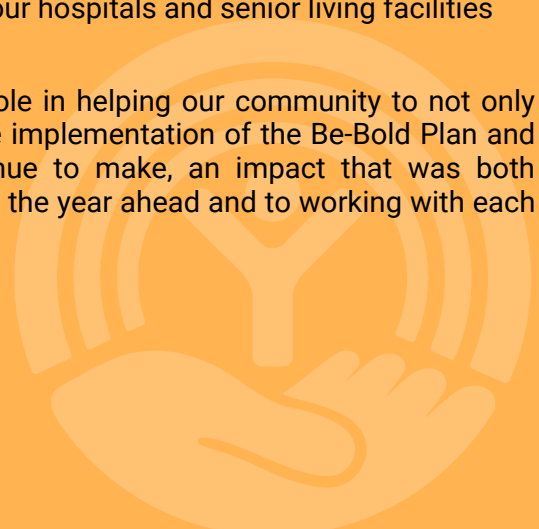 our hospitals and senior living facilities
ole in helping our community to not only
e implementation of the Be-Bold Plan and
nue to make, an impact that was both
the year ahead and to working with each